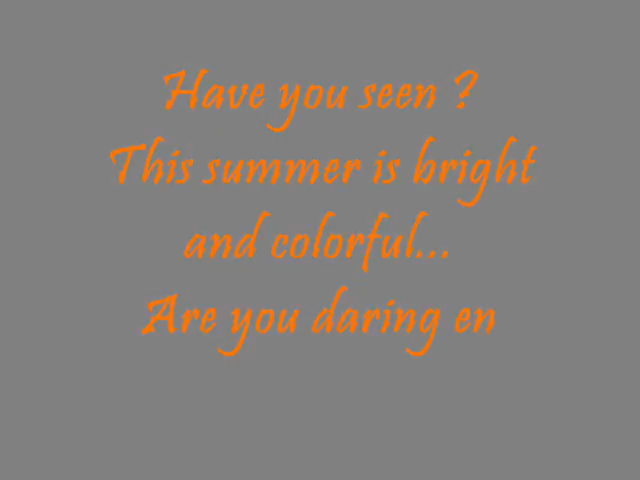 Have you seen ?
This summer is bright
and colorful...
Are you daring en